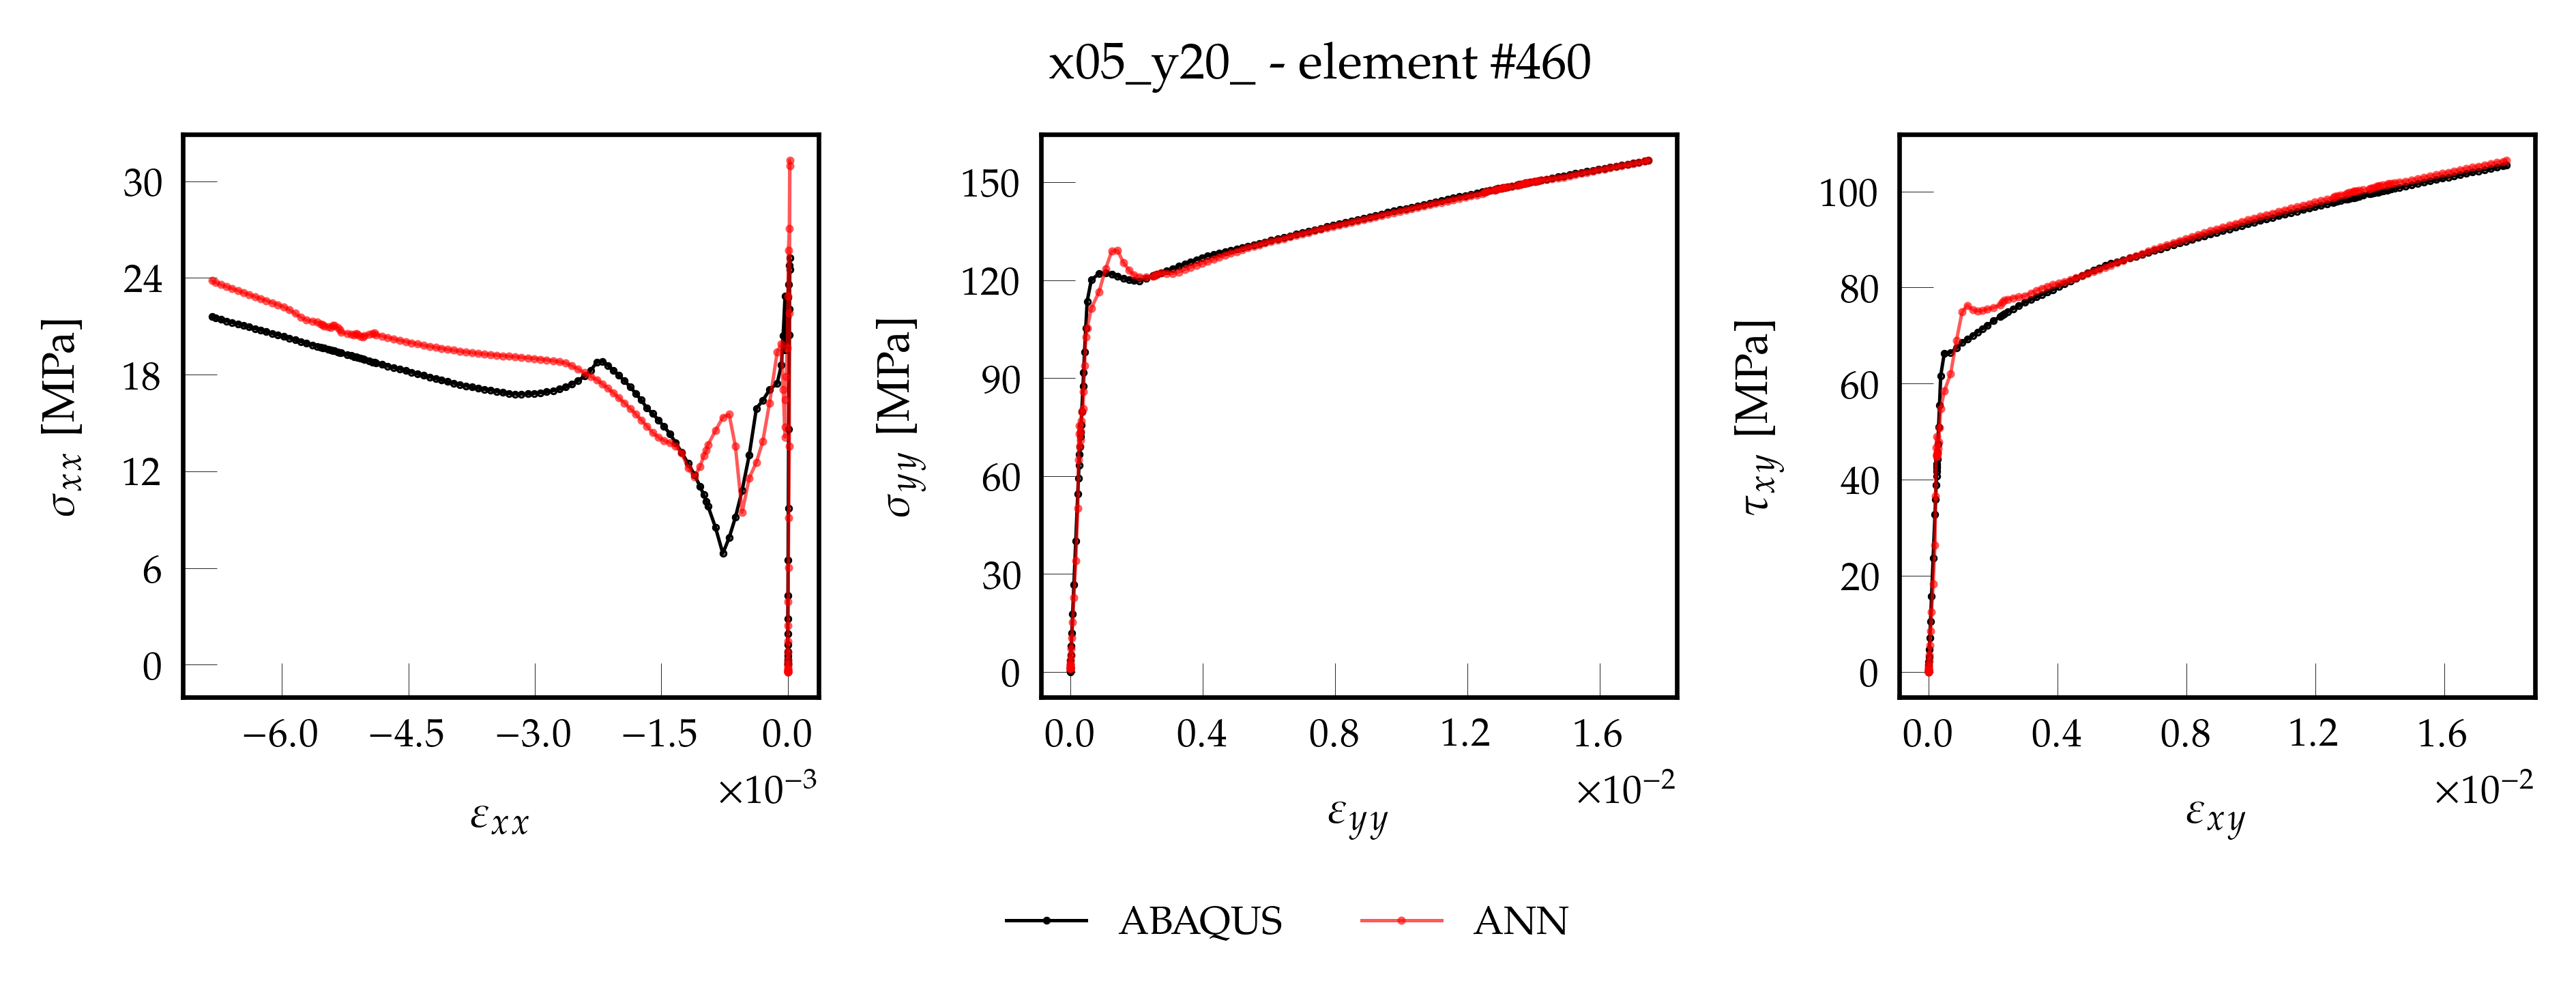 x05_y20_ - element #460
σxx [MPa]
30
24
18
12
6
0
−6.0 −4.5 −3.0 −1.5 0.0
×10−3
εxx
σyy [MPa]
150
120
90
60
30
0
0.0 0.4 0.8 1.2 1.6
×10−2
εyy
τxy [MPa]
100
80
60
40
20
0
0.0 0.4 0.8 1.2 1.6
×10−2
εxy
ABAQUS ANN